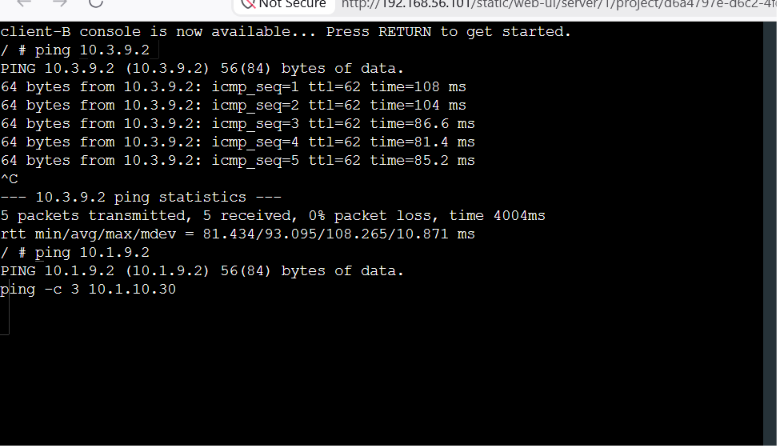 Not Secure http://192.168.56.101/static/web-ui/server/1/project/d6a4797e-d6c2-4f
client-B console is now available... Press RETURN to get started.
/ # ping 10.3.9.2
PING 10.3.9.2 (10.3.9.2) 56(84) bytes of data.
64 bytes from 10.3.9.2: icmp_seq=1 ttl=62 time=108 ms
64 bytes from 10.3.9.2: icmp_seq=2 ttl=62 time=104 ms
64 bytes from 10.3.9.2: icmp_seq=3 ttl=62 time=86.6 ms
64 bytes from 10.3.9.2: icmp_seq=4 ttl=62 time=81.4 ms
64 bytes from 10.3.9.2: icmp_seq=5 ttl=62 time=85.2 ms
^C
--- 10.3.9.2 ping statistics ---
5 packets transmitted, 5 received, 0% packet loss, time 4004ms
rtt min/avg/max/mdev = 81.434/93.095/108.265/10.871 ms
/ # ping 10.1.9.2
PING 10.1.9.2 (10.1.9.2) 56(84) bytes of data.
ping -c 3 10.1.10.30